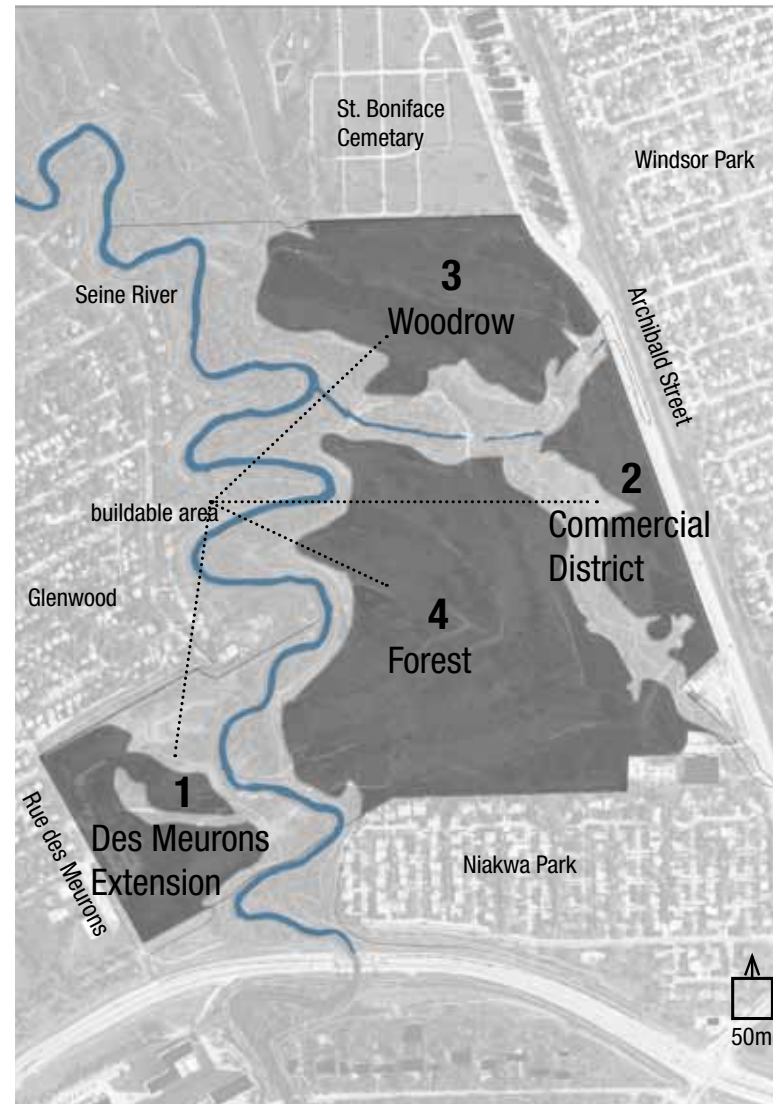 St. Boniface
Cemetary
Windsor Park
3
Woodrow
Seine River
Archibald Street
2
Commercial
District
buildable area
Glenwood
4
Forest
1
Des Meurons
Extension
Rue des Meurons
Niakwa Park
50m